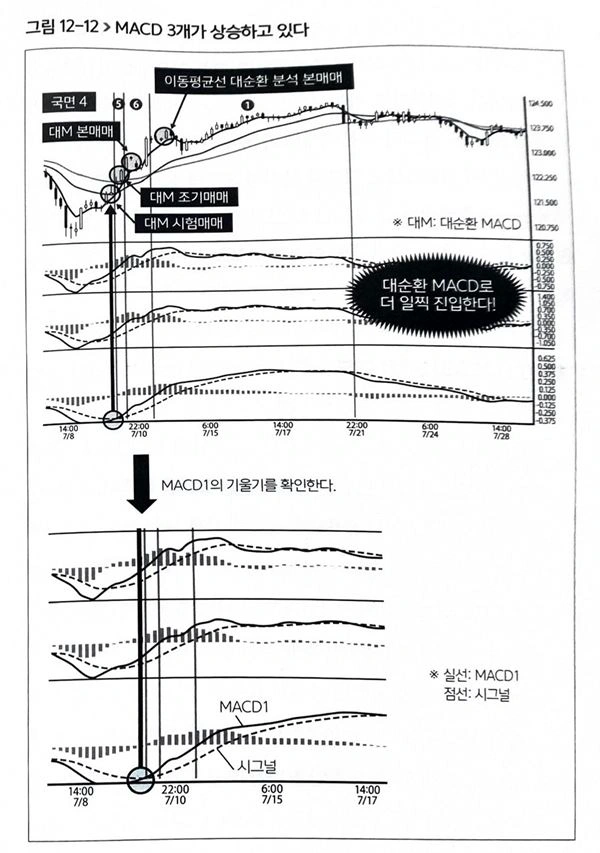 그림 12-12 > MACD 3개가 상승하고 있다
이동평균선 대순환 분석 본매매
국면 4
❺
❻
❶
대M 본매매
대M 조기매매
대M 시험매매
※ 대M: 대순환 MACD
124.500
123.750
123.000
122.250
121.500
120.750
0.750
0.500
0.250
0.000
-0.250
-0.500
-0.750
대순환 MACD로
더 일찍 진입한다!
1.050
0.700
0.350
0.000
-0.350
-0.700
-1.050
0.625
0.500
0.375
0.250
0.125
0.000
-0.125
-0.250
-0.375
14:00 22:00 6:00 14:00 22:00 6:00 14:00
7/8 7/10 7/15 7/17 7/21 7/24 7/28
MACD1의 기울기를 확인한다.
※ 실선: MACD1
점선: 시그널
MACD1
시그널
14:00 22:00 6:00 14:00
7/8 7/10 7/15 7/17